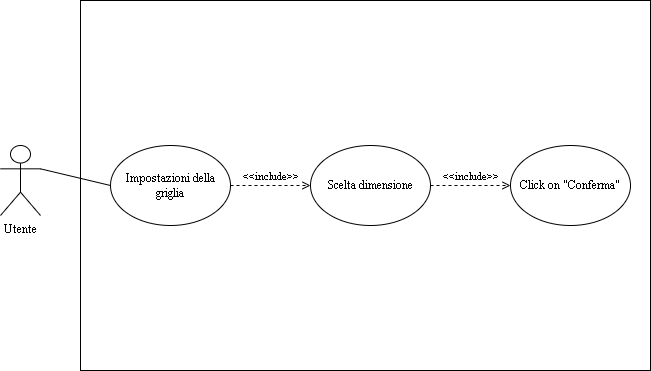 Impostazioni della
griglia
<<include>>
Scelta dimensione
<<include>>
Click on "Conferma"
Utente